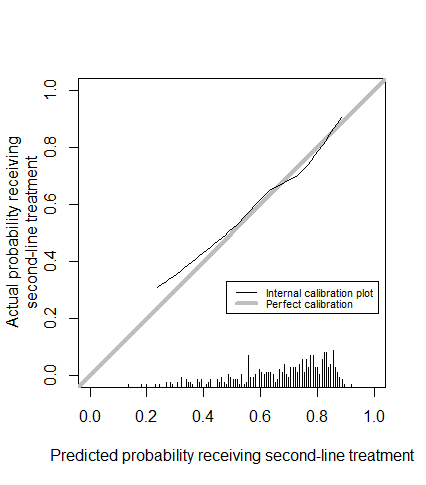 Actual probability receiving
second-line treatment
1.0
0.8
0.6
0.4
0.2
0.0
Internal calibration plot
Perfect calibration
0.0 0.2 0.4 0.6 0.8 1.0
Predicted probability receiving second-line treatment